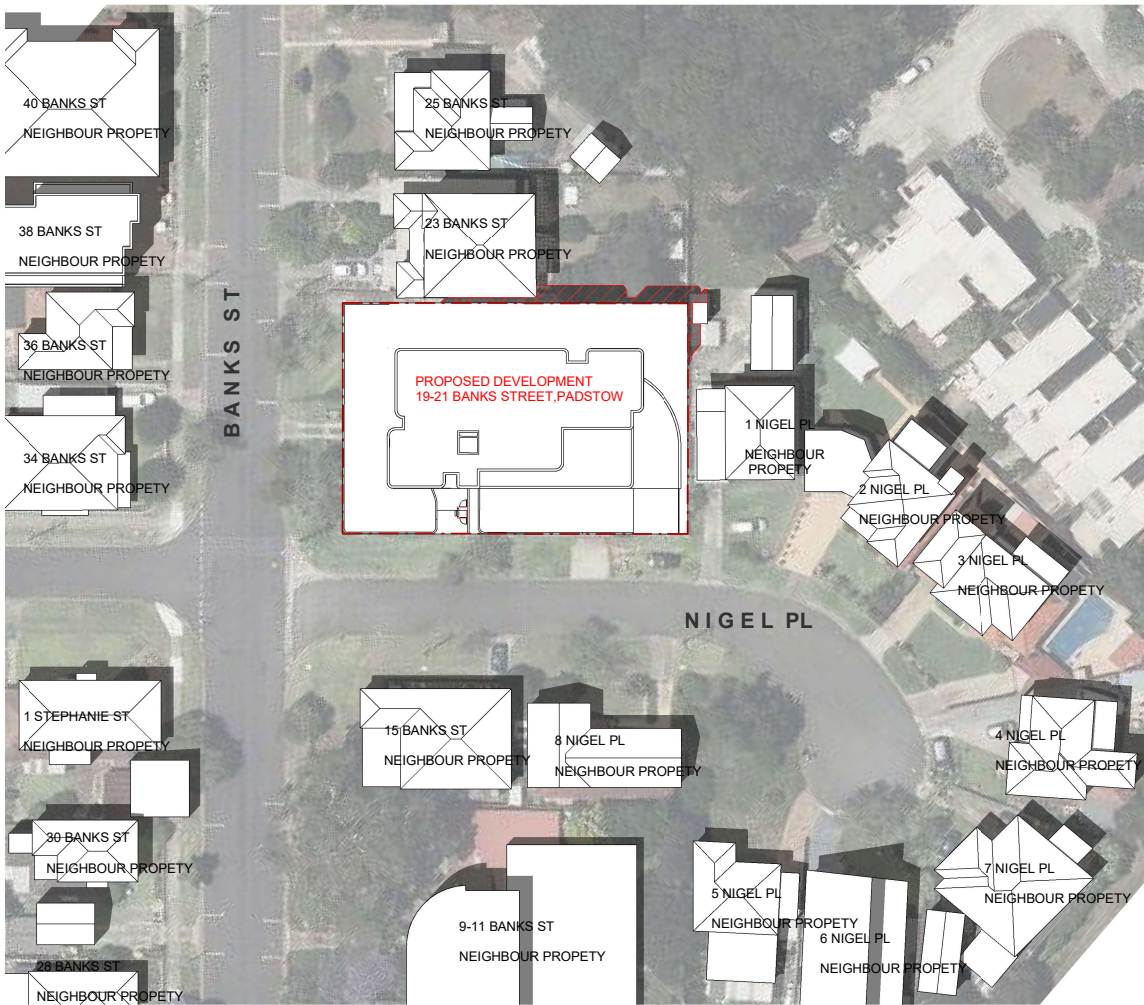 40 BANKS ST
NEIGHBOUR PROPETY
25 BANKS ST
NEIGHBOUR PROPETY
38 BANKS ST
NEIGHBOUR PROPETY
23 BANKS ST
NEIGHBOUR PROPETY
36 BANKS ST
NEIGHBOUR PROPETY
BANKS ST
PROPOSED DEVELOPMENT
19-21 BANKS STREET,PADSTOW
34 BANKS ST
NEIGHBOUR PROPETY
1 NIGEL PL
NEIGHBOUR
PROPETY
2 NIGEL PL
NEIGHBOUR PROPETY
3 NIGEL PL
NEIGHBOUR PROPETY
NIGEL PL
1 STEPHANIE ST
NEIGHBOUR PROPETY
15 BANKS ST
NEIGHBOUR PROPETY
8 NIGEL PL
NEIGHBOUR PROPETY
4 NIGEL PL
NEIGHBOUR PROPETY
30 BANKS ST
NEIGHBOUR PROPETY
9-11 BANKS ST
NEIGHBOUR PROPETY
5 NIGEL PL
NEIGHBOUR PROPETY
6 NIGEL PL
NEIGHBOUR PROPETY
7 NIGEL PL
NEIGHBOUR PROPETY
28 BANKS ST
NEIGHBOUR PROPETY